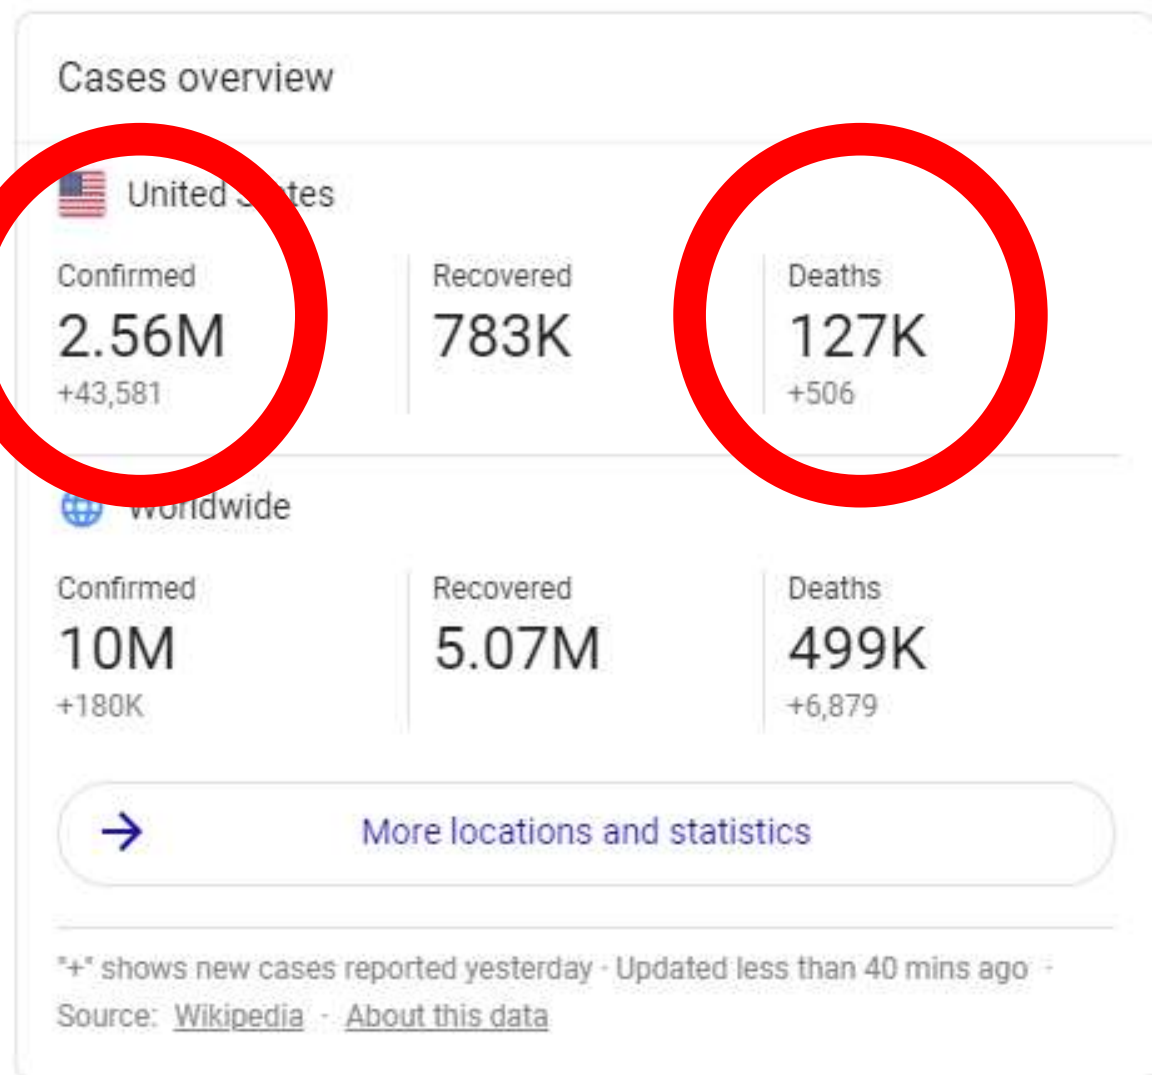 Cases overview
United States
Confirmed Recovered Deaths
2.56M 783K 127K
+43,581 +506
Worldwide
Confirmed Recovered Deaths
10M 5.07M 499K
+180K +6,879
More locations and statistics
"+" shows new cases reported yesterday · Updated less than 40 mins ago ·
Source: Wikipedia · About this data